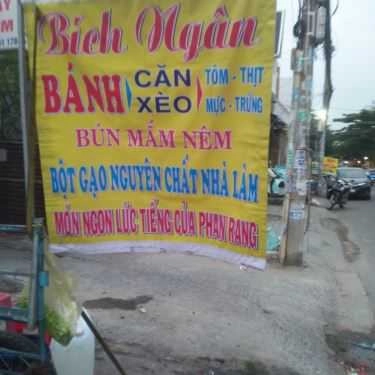 Bích Ngân
BÁNH CĂN XÈO TÔM - THỊT MỰC - TRỨNG
BÚN MẮM NÊM
BỘT GẠO NGUYÊN CHẤT NHÀ LÀM
MÓN NGON LỨC TIẾNG CỦA PHAN RANG